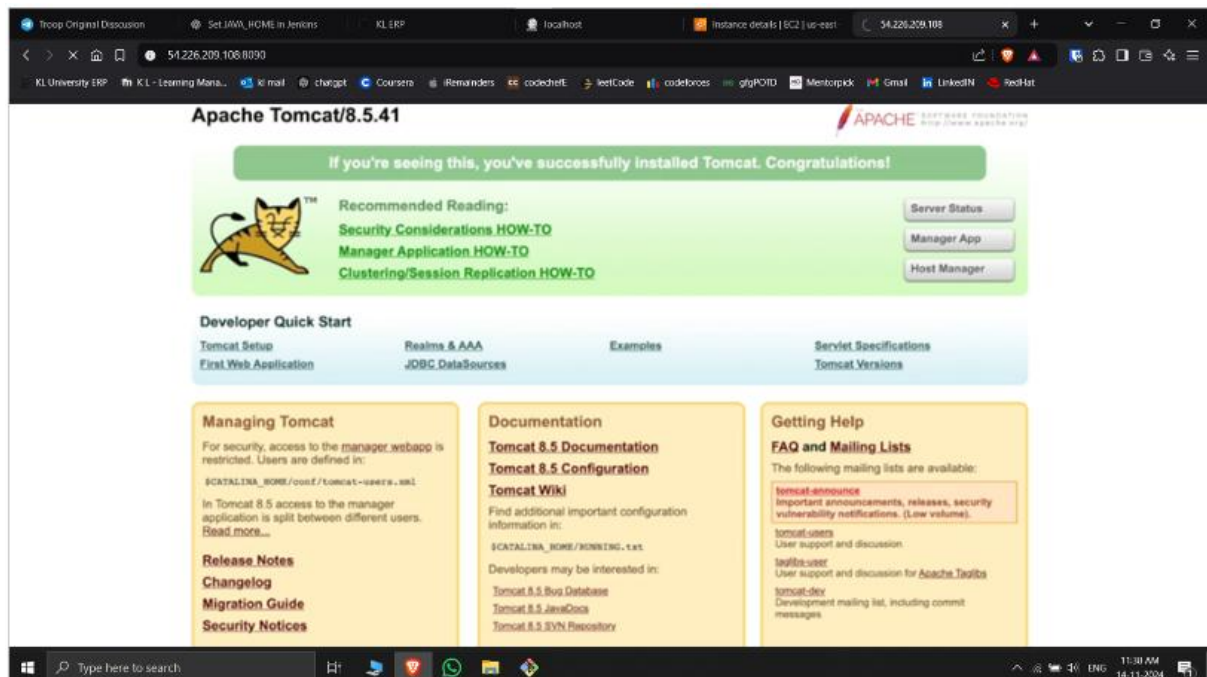 Troop Original Disscusion
Set JAVA_HOME in Jenkins
KL ERP
localhost
Instance details | EC2 | us-east-
54.226.209.108
54.226.209.108:8090
KL University ERP
K L - Learning Mana...
kl mail
chatgpt
Coursera
iRemainders
codechefE
leetCode
codeforces
gfgPOTD
Mentorpick
Gmail
LinkedIN
RedHat
Apache Tomcat/8.5.41
APACHE SOFTWARE FOUNDATION
http://www.apache.org/
If you're seeing this, you've successfully installed Tomcat. Congratulations!
TM
Recommended Reading:
Security Considerations HOW-TO
Manager Application HOW-TO
Clustering/Session Replication HOW-TO
Server Status
Manager App
Host Manager
Developer Quick Start
Tomcat Setup
Realms & AAA
Examples
Servlet Specifications
First Web Application
JDBC DataSources
Tomcat Versions
Managing Tomcat
For security, access to the manager webapp is
restricted. Users are defined in:
$CATALINA_HOME/conf/tomcat-users.xml
In Tomcat 8.5 access to the manager
application is split between different users.
Read more...
Release Notes
Changelog
Migration Guide
Security Notices
Documentation
Tomcat 8.5 Documentation
Tomcat 8.5 Configuration
Tomcat Wiki
Find additional important configuration
information in:
$CATALINA_HOME/RUNNING.txt
Developers may be interested in:
Tomcat 8.5 Bug Database
Tomcat 8.5 JavaDocs
Tomcat 8.5 SVN Repository
Getting Help
FAQ and Mailing Lists
The following mailing lists are available:
tomcat-announce
Important announcements, releases, security
vulnerability notifications. (Low volume).
tomcat-users
User support and discussion
taglibs-user
User support and discussion for Apache Taglibs
tomcat-dev
Development mailing list, including commit
messages
Type here to search
ENG
11:30 AM
14-11-2024